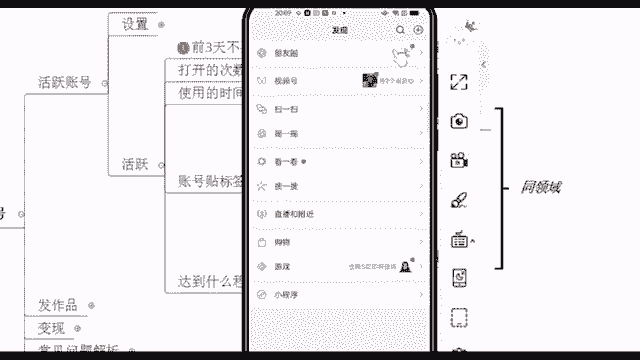 设置
前3天不
打开的次数
活跃账号
使用的时间
活跃
账号贴标签
达到什么程
号
发作品
变现
常见问题解析
发现
朋友圈
视频号
扫一扫
摇一摇
看一看
搜一搜
直播和附近
购物
游戏
小程序
同领域